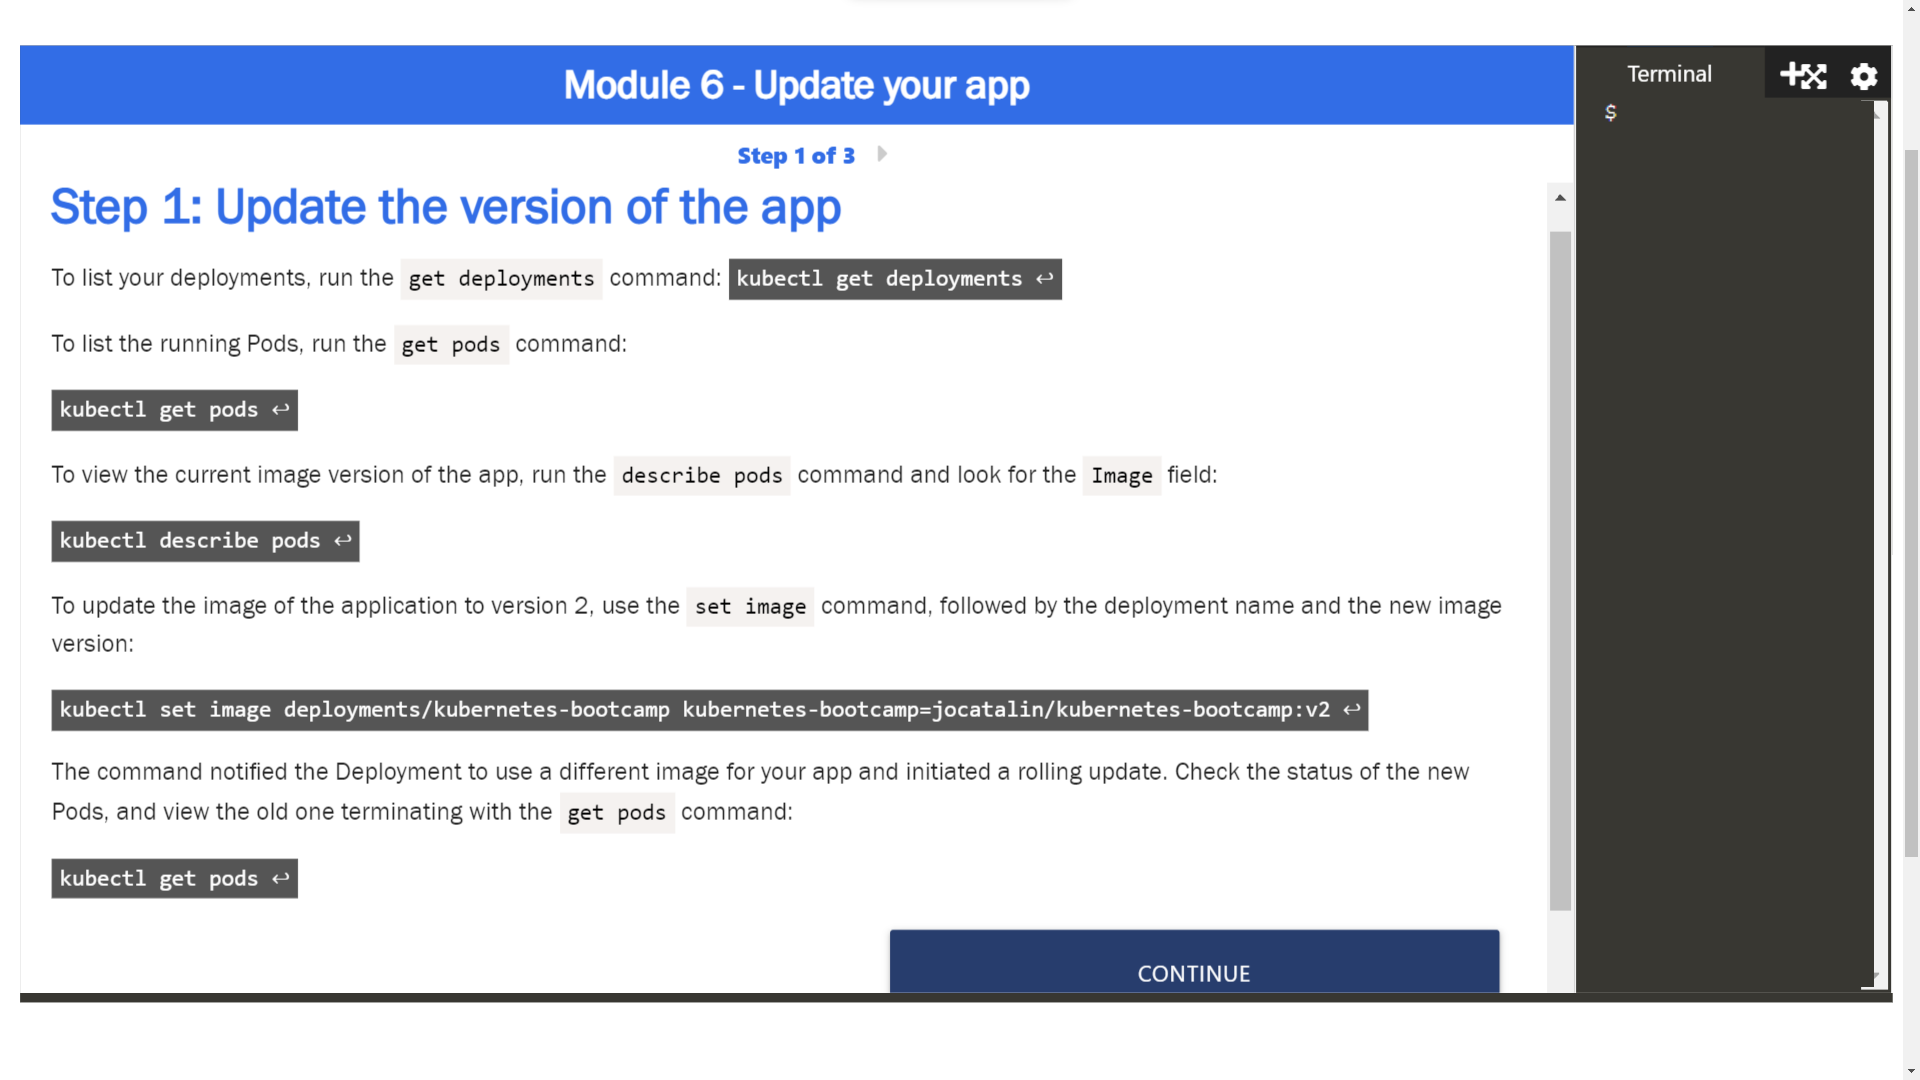 Module 6 - Update your app
Terminal
$
Step 1 of 3
Step 1: Update the version of the app
To list your deployments, run the get deployments command: kubectl get deployments ↩
To list the running Pods, run the get pods command:
kubectl get pods ↩
To view the current image version of the app, run the describe pods command and look for the Image field:
kubectl describe pods ↩
To update the image of the application to version 2, use the set image command, followed by the deployment name and the new image
version:
kubectl set image deployments/kubernetes-bootcamp kubernetes-bootcamp=jocatalin/kubernetes-bootcamp:v2 ↩
The command notified the Deployment to use a different image for your app and initiated a rolling update. Check the status of the new
Pods, and view the old one terminating with the get pods command:
kubectl get pods ↩
CONTINUE